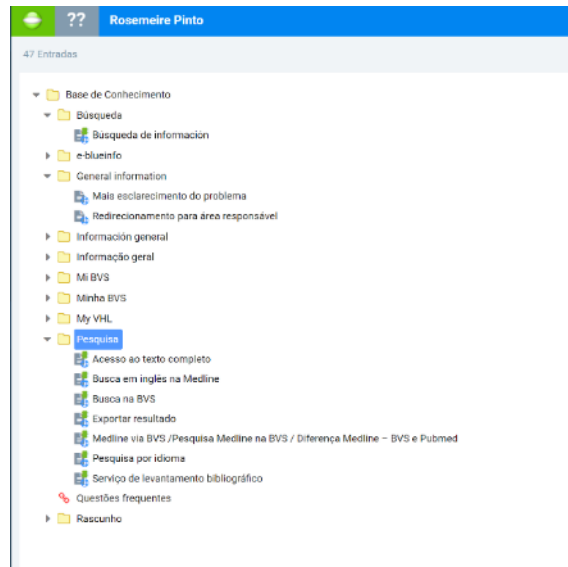 ?? Rosemeire Pinto
47 Entradas
Base de Conhecimento
Búsqueda
Búsqueda de información
e-blueinfo
General information
Mais esclarecimento do problema
Redirecionamento para área responsável
Información general
Informação geral
Mi BVS
Minha BVS
My VHL
Pesquisa
Acesso ao texto completo
Busca em inglês na Medline
Busca na BVS
Exportar resultado
Medline via BVS /Pesquisa Medline na BVS / Diferença Medline – BVS e Pubmed
Pesquisa por idioma
Serviço de levantamento bibliográfico
Questões frequentes
Rascunho